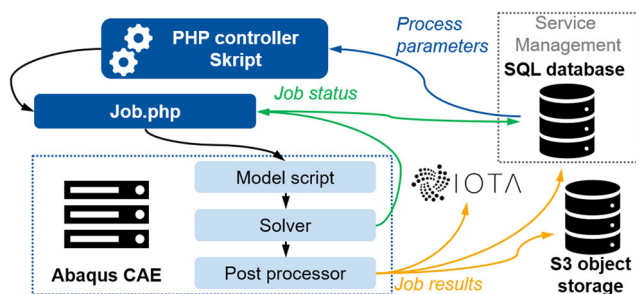 PHP controller
Skript
Process
parameters
Service
Management
SQL database
Job.php
Job status
Model script
IOTA
Solver
Abaqus CAE
Post processor
Job results
S3 object
storage